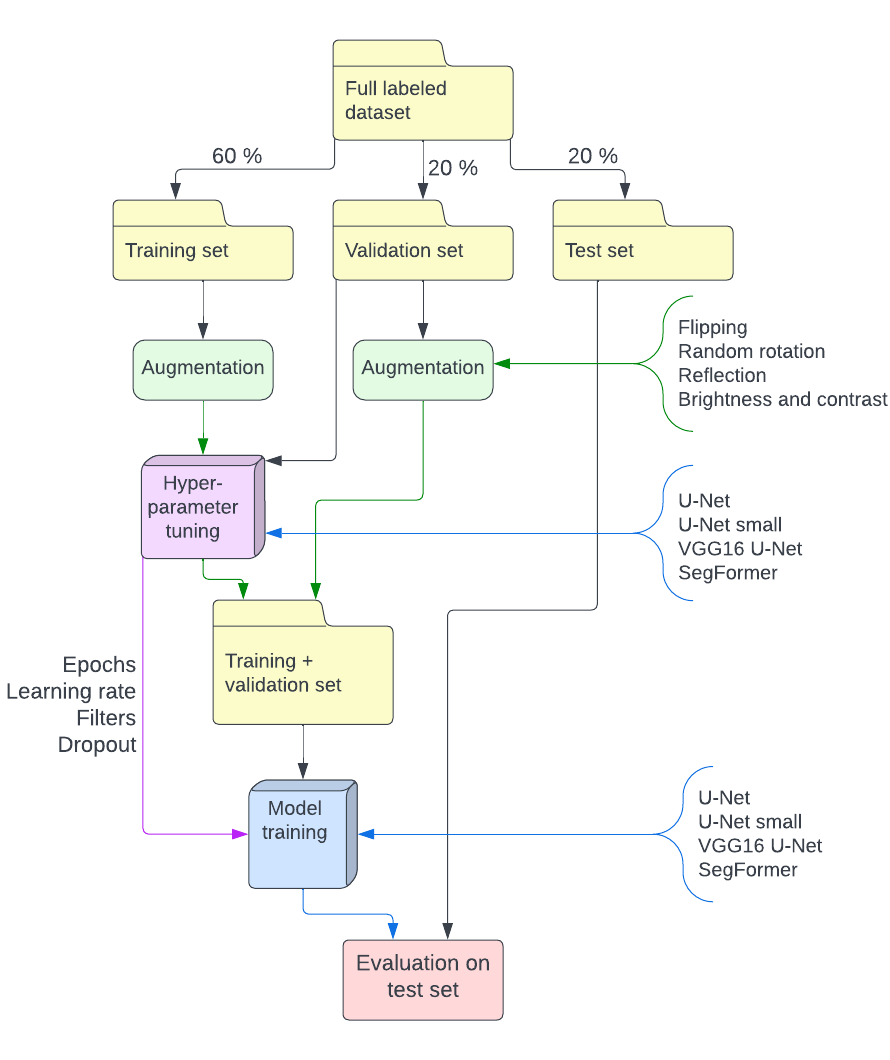 Full labeled
dataset
60 %
20 %
20 %
Training set
Validation set
Test set
Augmentation
Augmentation
Flipping
Random rotation
Reflection
Brightness and contrast
Hyper-
parameter
tuning
U-Net
U-Net small
VGG16 U-Net
SegFormer
Training +
validation set
Epochs
Learning rate
Filters
Dropout
Model
training
U-Net
U-Net small
VGG16 U-Net
SegFormer
Evaluation on
test set